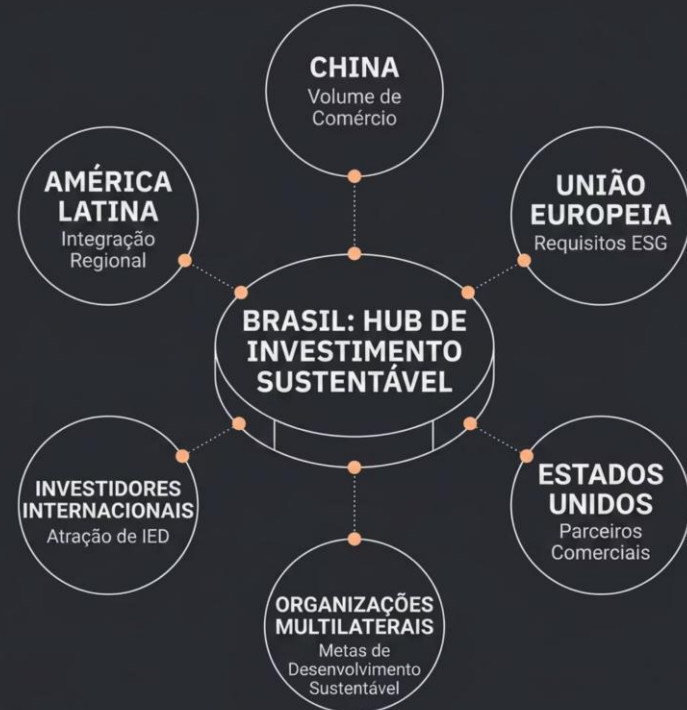 CHINA
Volume de
Comércio
AMÉRICA
LATINA
Integração
Regional
UNIÃO
EUROPEIA
Requisitos ESG
BRASIL: HUB DE
INVESTIMENTO
SUSTENTÁVEL
INVESTIDORES
INTERNACIONAIS
Atração de IED
ESTADOS
UNIDOS
Parceiros
Comerciais
ORGANIZAÇÕES
MULTILATERAIS
Metas de
Desenvolvimento
Sustentável